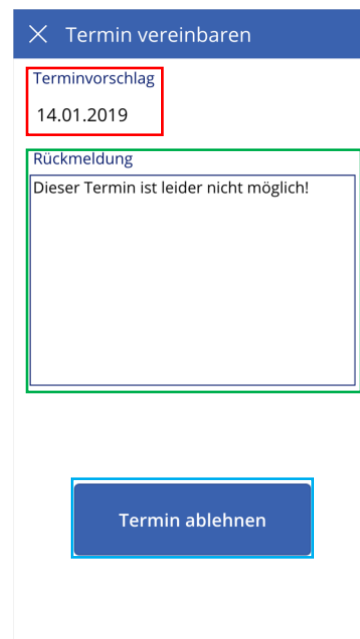 Termin vereinbaren
Terminvorschlag
14.01.2019
Rückmeldung
Dieser Termin ist leider nicht möglich!
Termin ablehnen